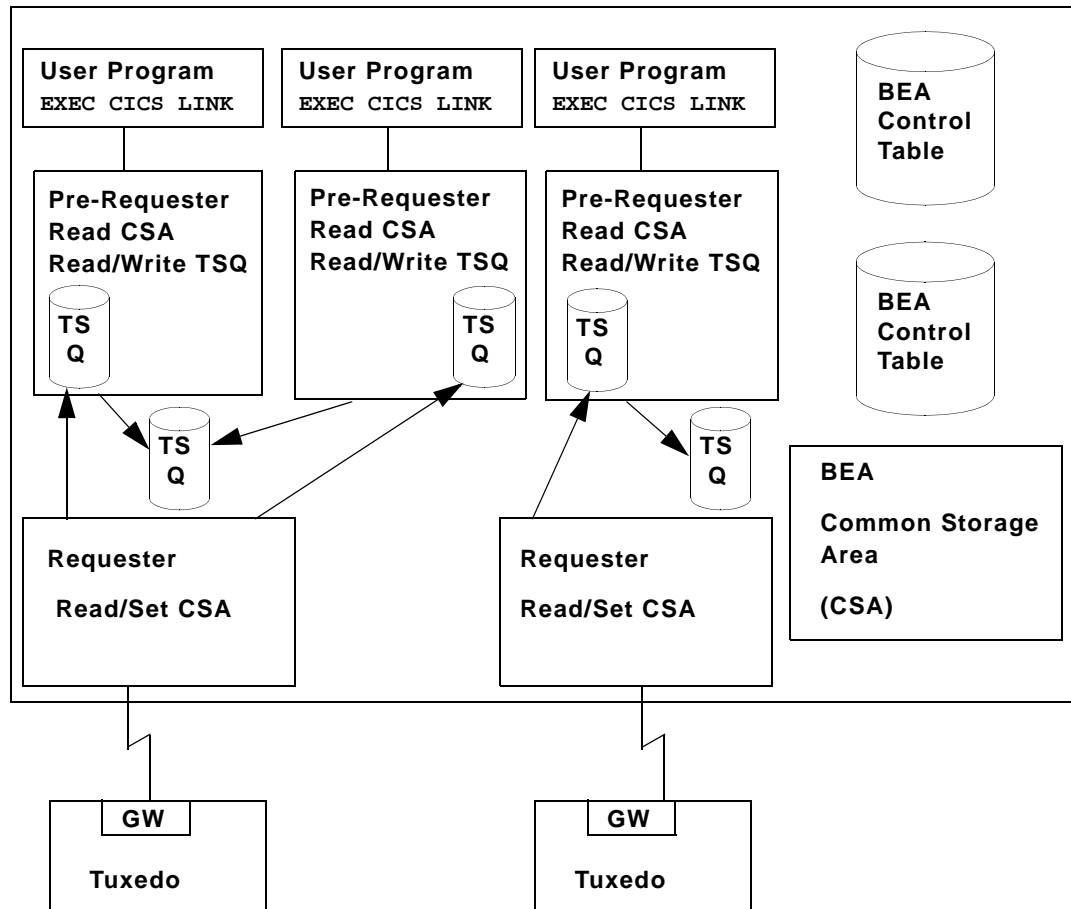 User Program
EXEC CICS LINK
User Program
EXEC CICS LINK
User Program
EXEC CICS LINK
BEA
Control
Table
Pre-Requester
Read CSA
Read/Write TSQ
TS
Q
Pre-Requester
Read CSA
Read/Write TSQ
TS
Q
Pre-Requester
Read CSA
Read/Write TSQ
TS
Q
BEA
Control
Table
TS
Q
TS
Q
BEA
Common Storage
Area
(CSA)
Requester
Read/Set CSA
Requester
Read/Set CSA
GW
Tuxedo
GW
Tuxedo